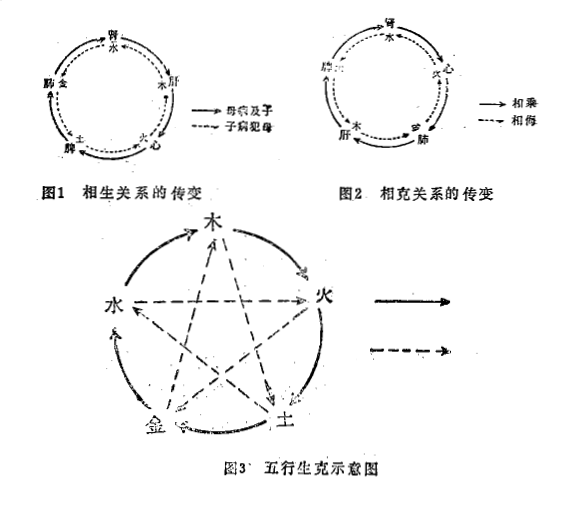 肾
水
肺 金
木 肝
脾 土
火 心
母病及子
子病犯母
图1 相生关系的传变
肾
水
脾
火 心
肝 木
金 肺
相乘
相侮
图2 相克关系的传变
木
水
火
金
土
图3 五行生克示意图